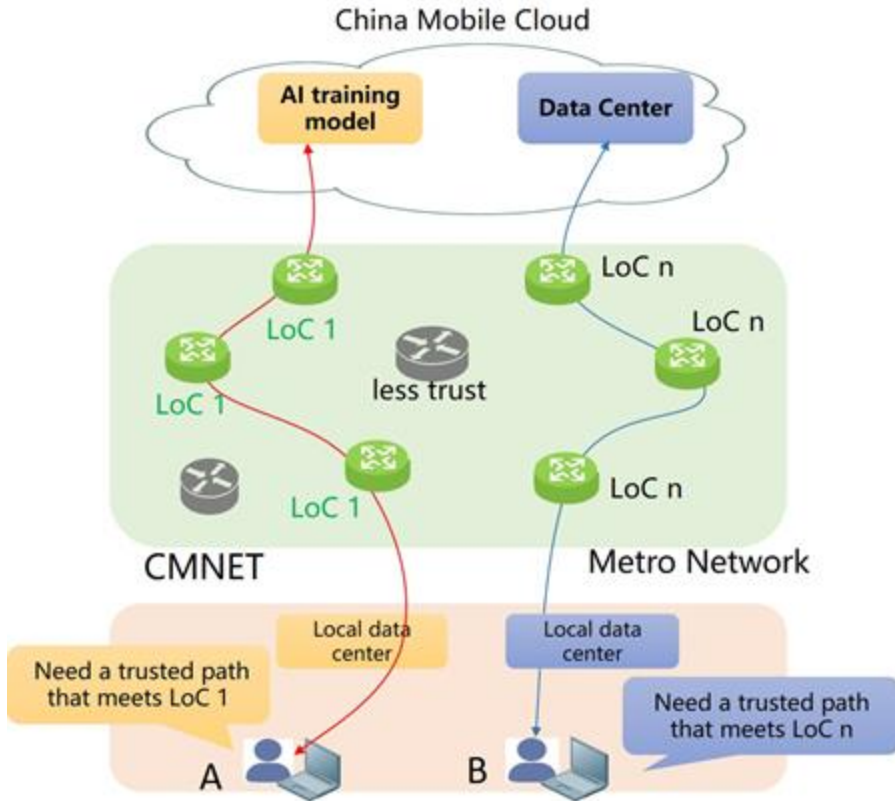 China Mobile Cloud
AI training
model
Data Center
LoC n
LoC 1
LoC n
less trust
LoC 1
LoC 1
LoC n
CMNET
Metro Network
Local data
center
Local data
center
Need a trusted path
that meets LoC 1
Need a trusted path
that meets LoC n
A
B